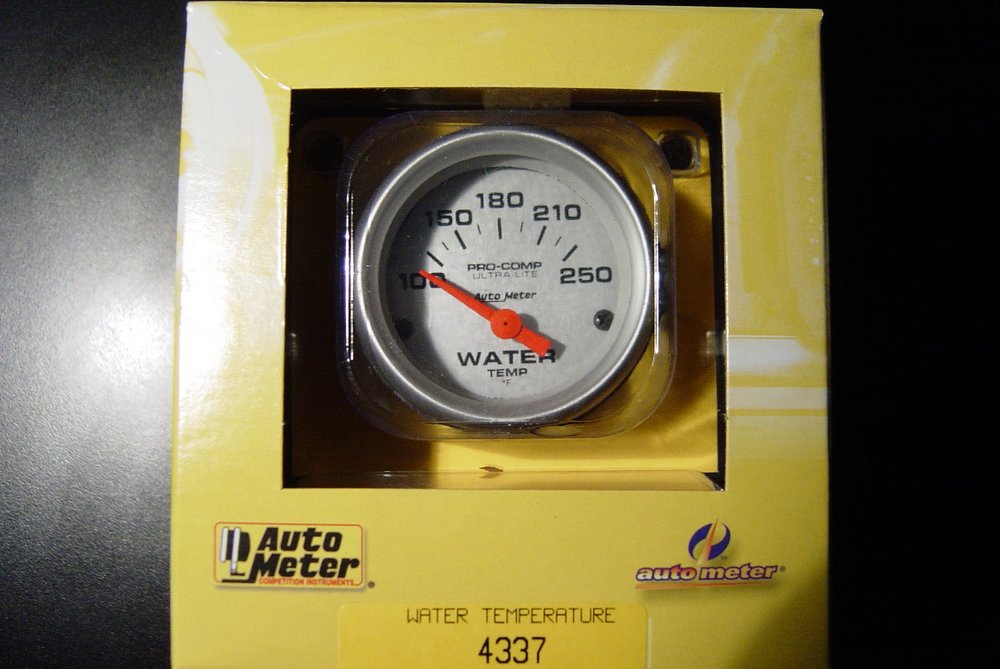 180
150
210
100
250
PRO-COMP
ULTRA-LITE
Auto Meter
WATER
TEMP
°F
Auto
Meter
COMPETITION INSTRUMENTS
®
auto meter®
WATER TEMPERATURE
4337